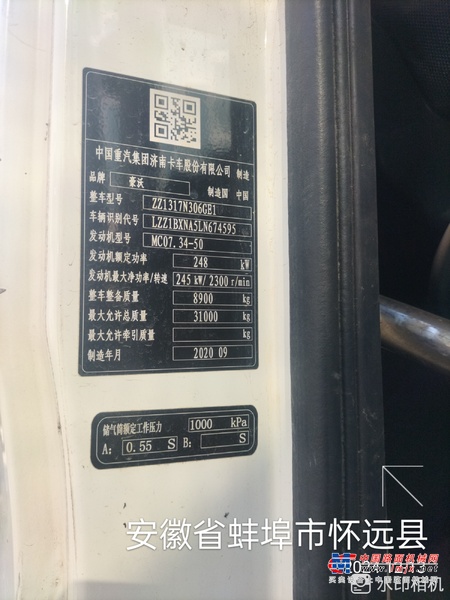 中国重汽集团济南卡车股份有限公司 制造
品牌 豪沃 制造国 中国
整车型号 ZZ1317N306GB1
车辆识别代号 LZZ1BXNA5LN674595
发动机型号 MC07.34-50
发动机额定功率 248 kW
发动机最大净功率/转速 245 kW/ 2300 r/min
整车整备质量 8900 kg
最大允许总质量 31000 kg
最大允许牵引质量 kg
制造年月 2020 09
储气筒额定工作压力 1000 kPa
A: 0.55 S B: S
安徽省蚌埠市怀远县
水印相机